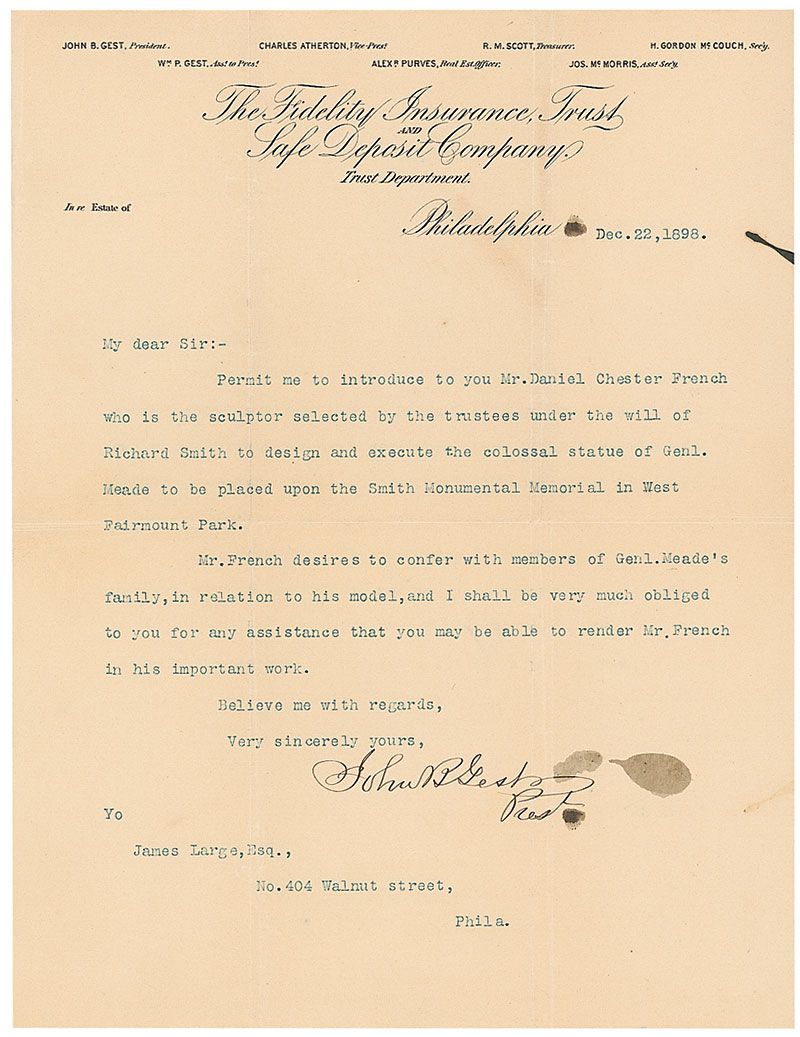 JOHN B. GEST, President. CHARLES ATHERTON, Vice-Prest R. M. SCOTT, Treasurer. H. GORDON McCOUCH, Sec'y.
Wm P. GEST, Asst to Prest ALEXR PURVES, Real Est. Officer. JOS. McMORRIS, Asst Sec'y.
The Fidelity Insurance, Trust
AND
Safe Deposit Company.
Trust Department.
In re Estate of
Philadelphia Dec.22,1898.
My dear Sir:-
Permit me to introduce to you Mr.Daniel Chester French
who is the sculptor selected by the trustees under the will of
Richard Smith to design and execute the colossal statue of Genl.
Meade to be placed upon the Smith Monumental Memorial in West
Fairmount Park.
Mr.French desires to confer with members of Genl.Meade's
family,in relation to his model,and I shall be very much obliged
to you for any assistance that you may be able to render Mr.French
in his important work.
Believe me with regards,
Very sincerely yours,
John B Gest
Prest
Yo
James Large,Esq.,
No.404 Walnut street,
Phila.